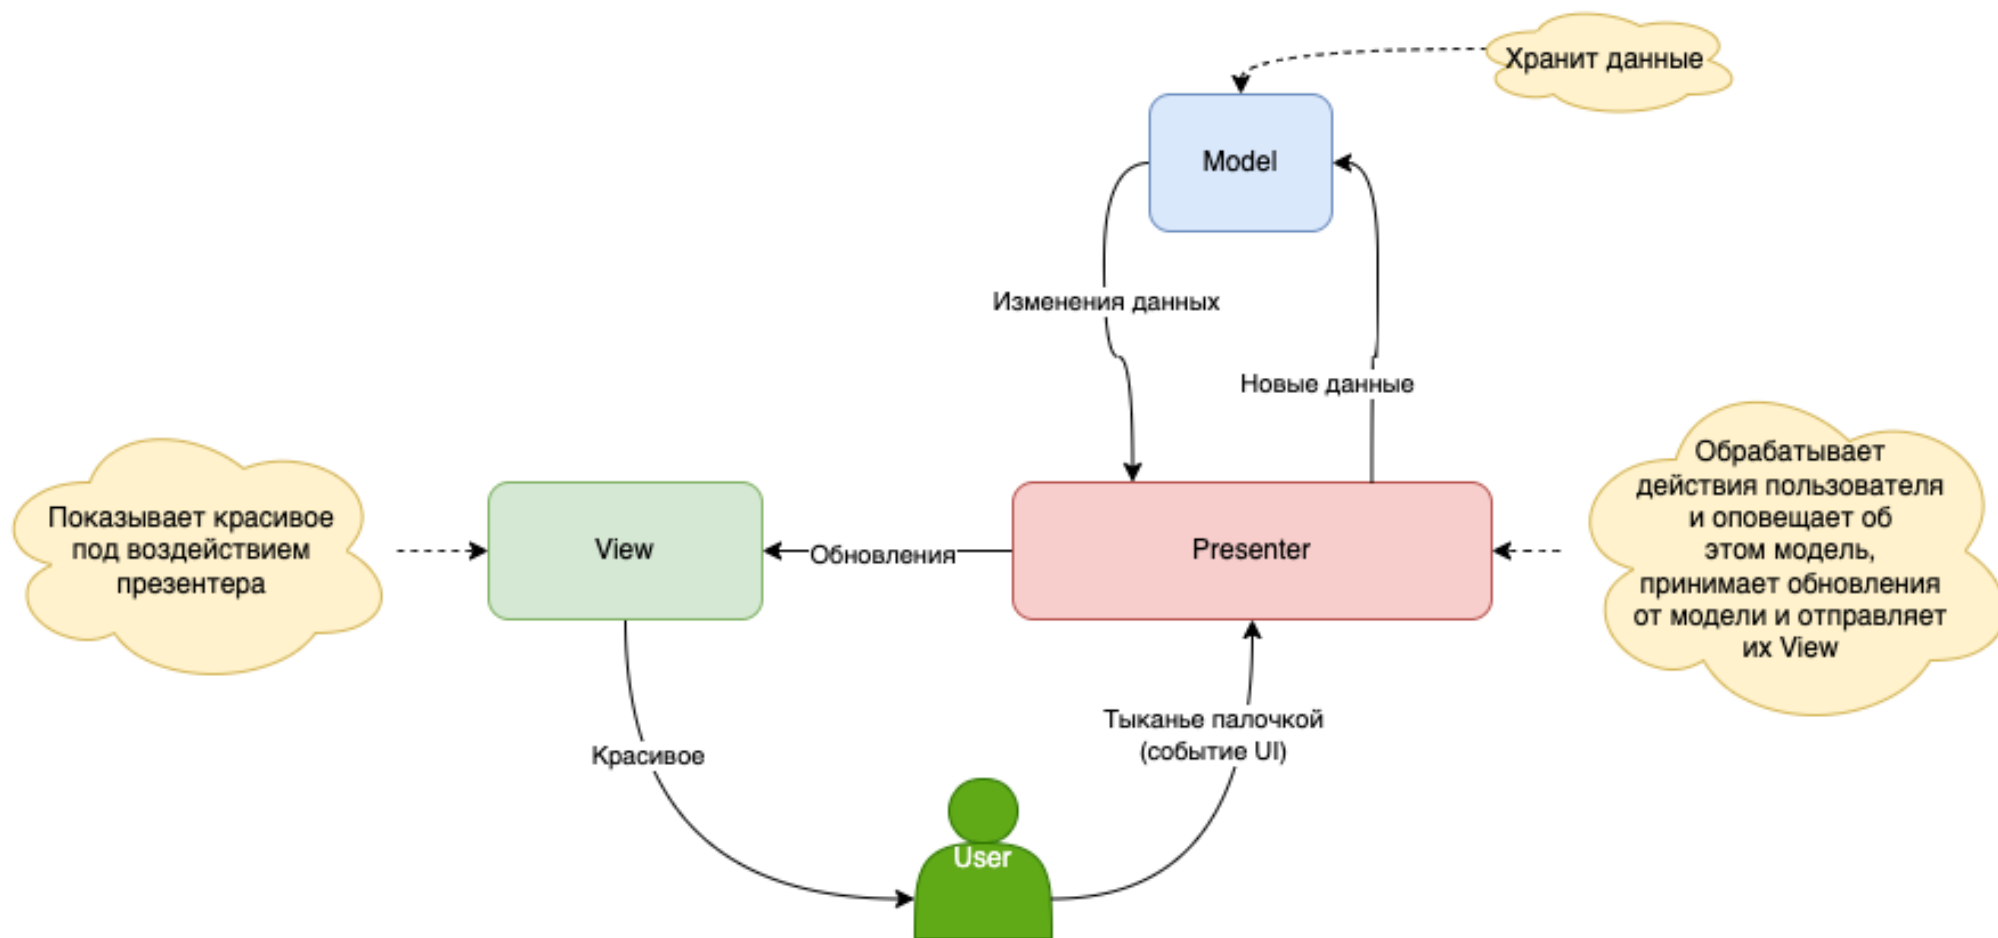 Хранит данные
Model
Изменения данных
Новые данные
Показывает красивое
под воздействием
презентера
View
Обновления
Presenter
Обрабатывает
действия пользователя
и оповещает об
этом модель,
принимает обновления
от модели и отправляет
их View
Красивое
Тыканье палочкой
(событие UI)
User